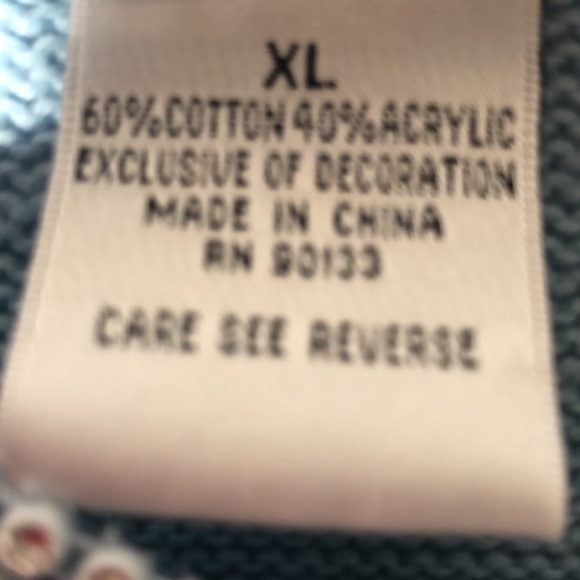 XL
60%COTTON 40%ACRYLIC
EXCLUSIVE OF DECORATION
MADE IN CHINA
RN 90133
CARE SEE REVERSE